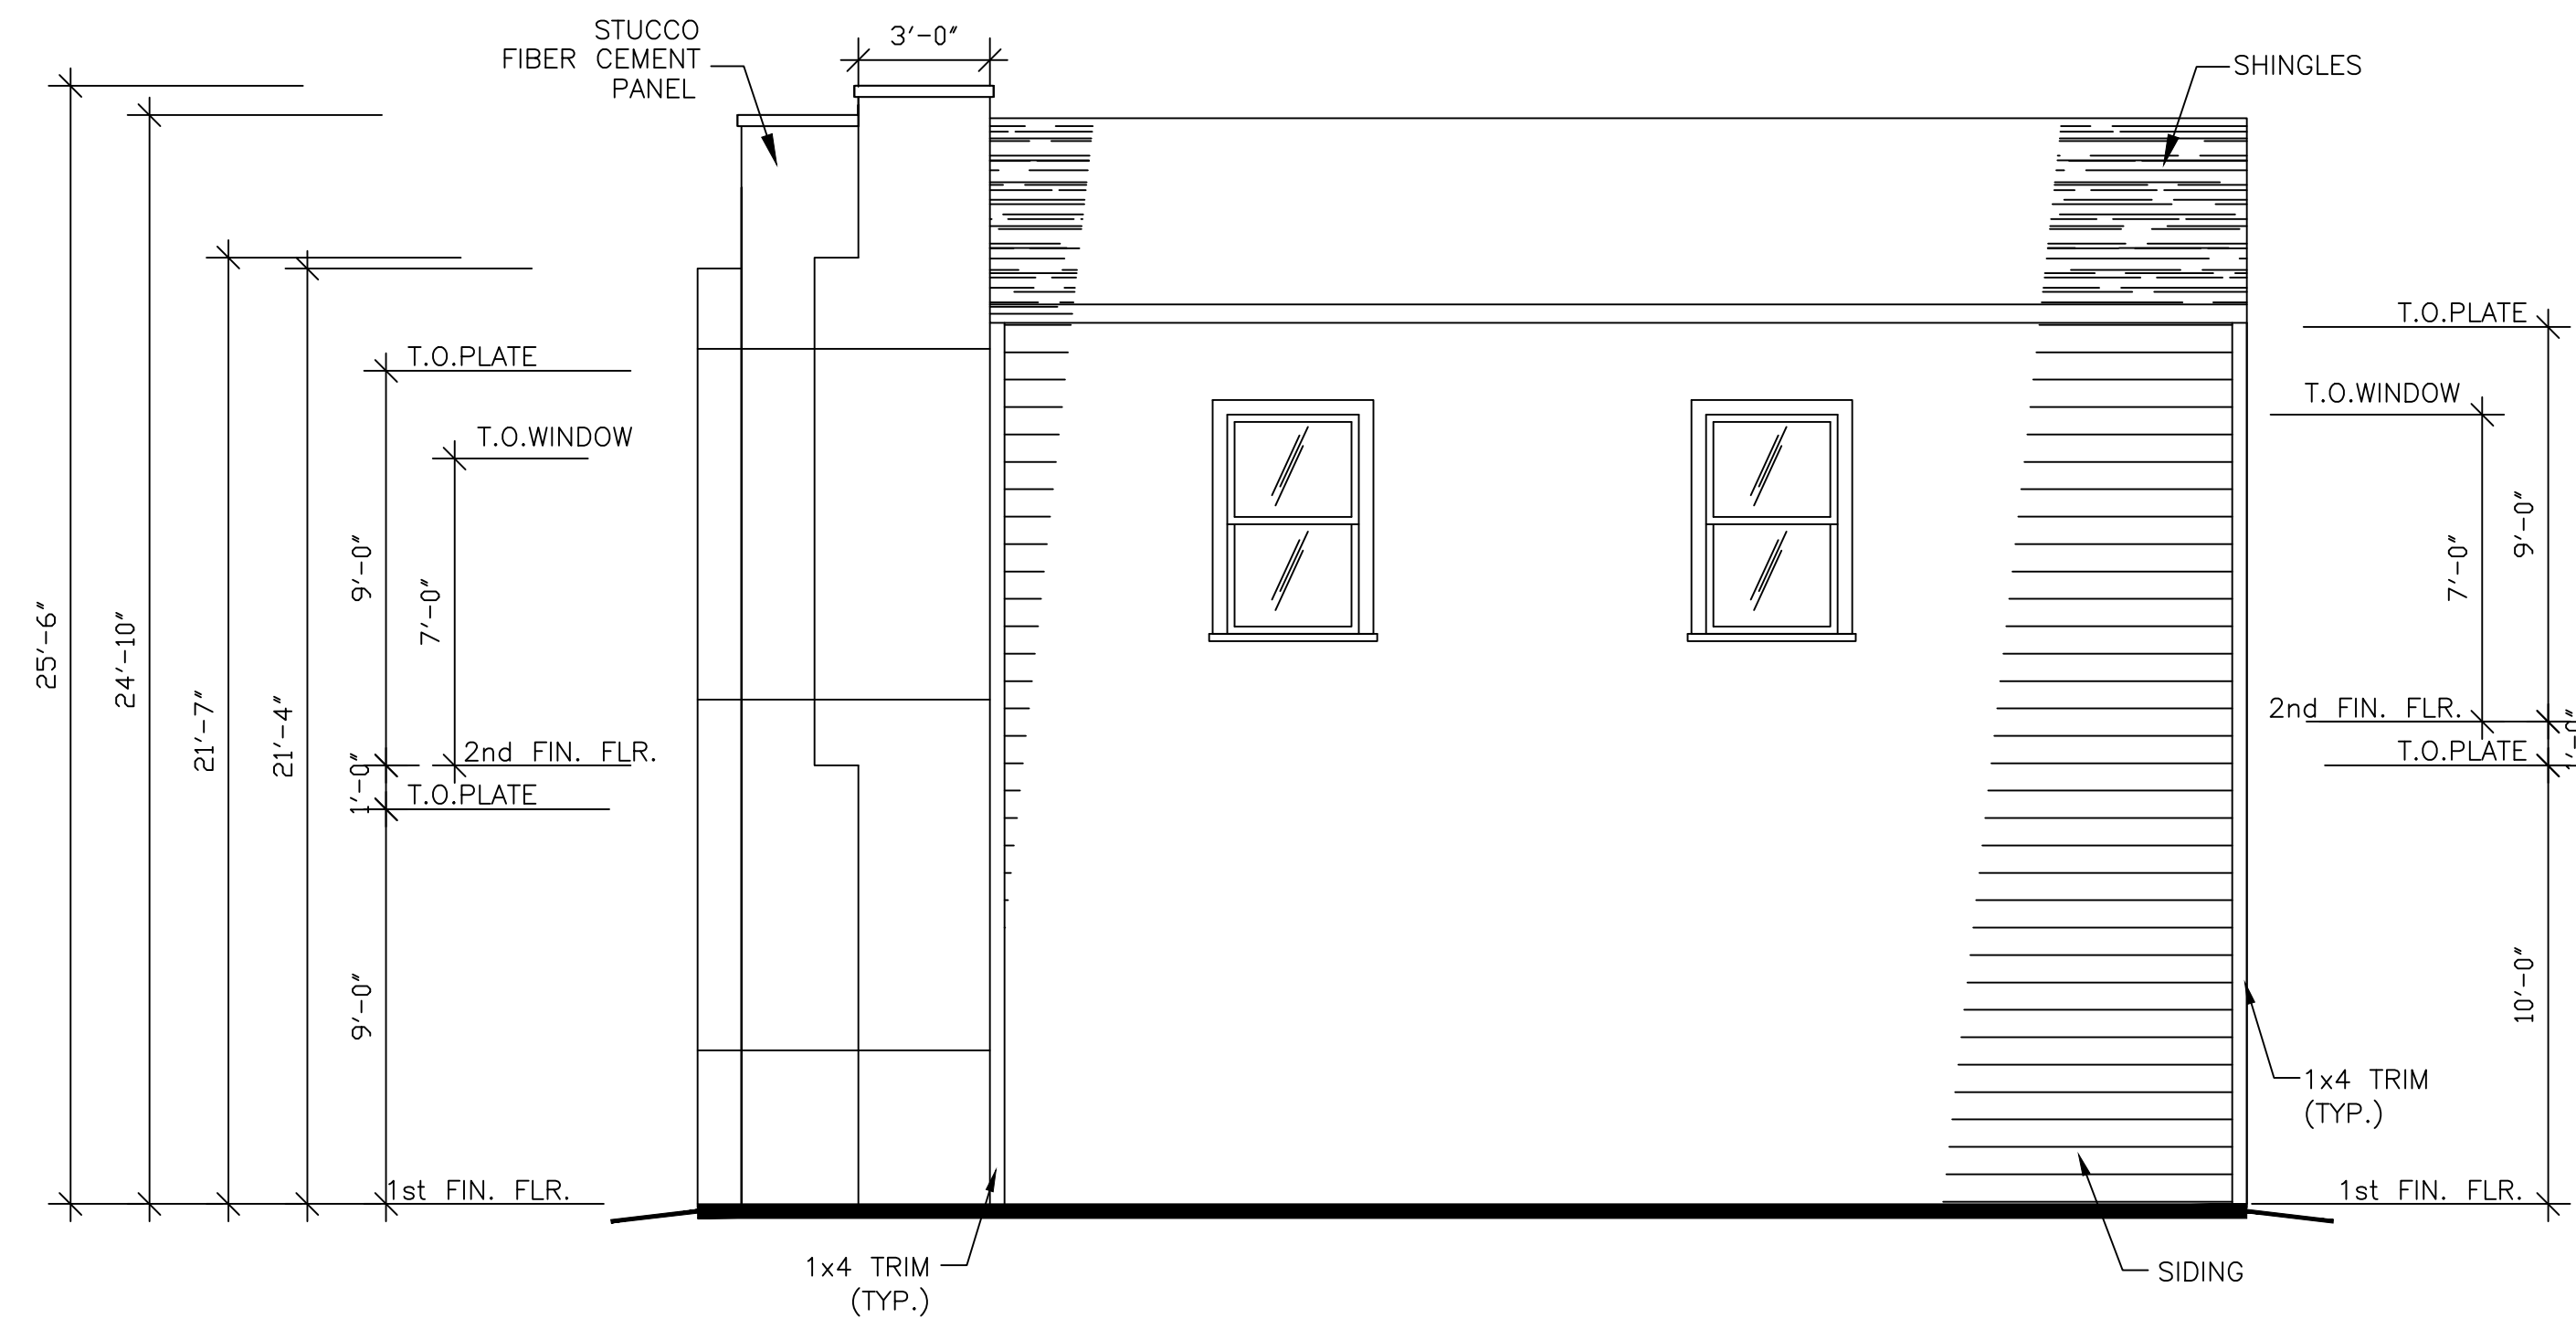 STUCCO
FIBER CEMENT
PANEL
3'-0"
SHINGLES
T.O.PLATE
T.O.WINDOW
2nd FIN. FLR.
T.O.PLATE
1st FIN. FLR.
25'-6"
24'-10"
21'-7"
21'-4"
9'-0"
7'-0"
1'-0"
9'-0"
T.O.PLATE
T.O.WINDOW
2nd FIN. FLR.
T.O.PLATE
1st FIN. FLR.
7'-0"
9'-0"
1'-0"
10'-0"
1x4 TRIM
(TYP.)
1x4 TRIM
(TYP.)
SIDING